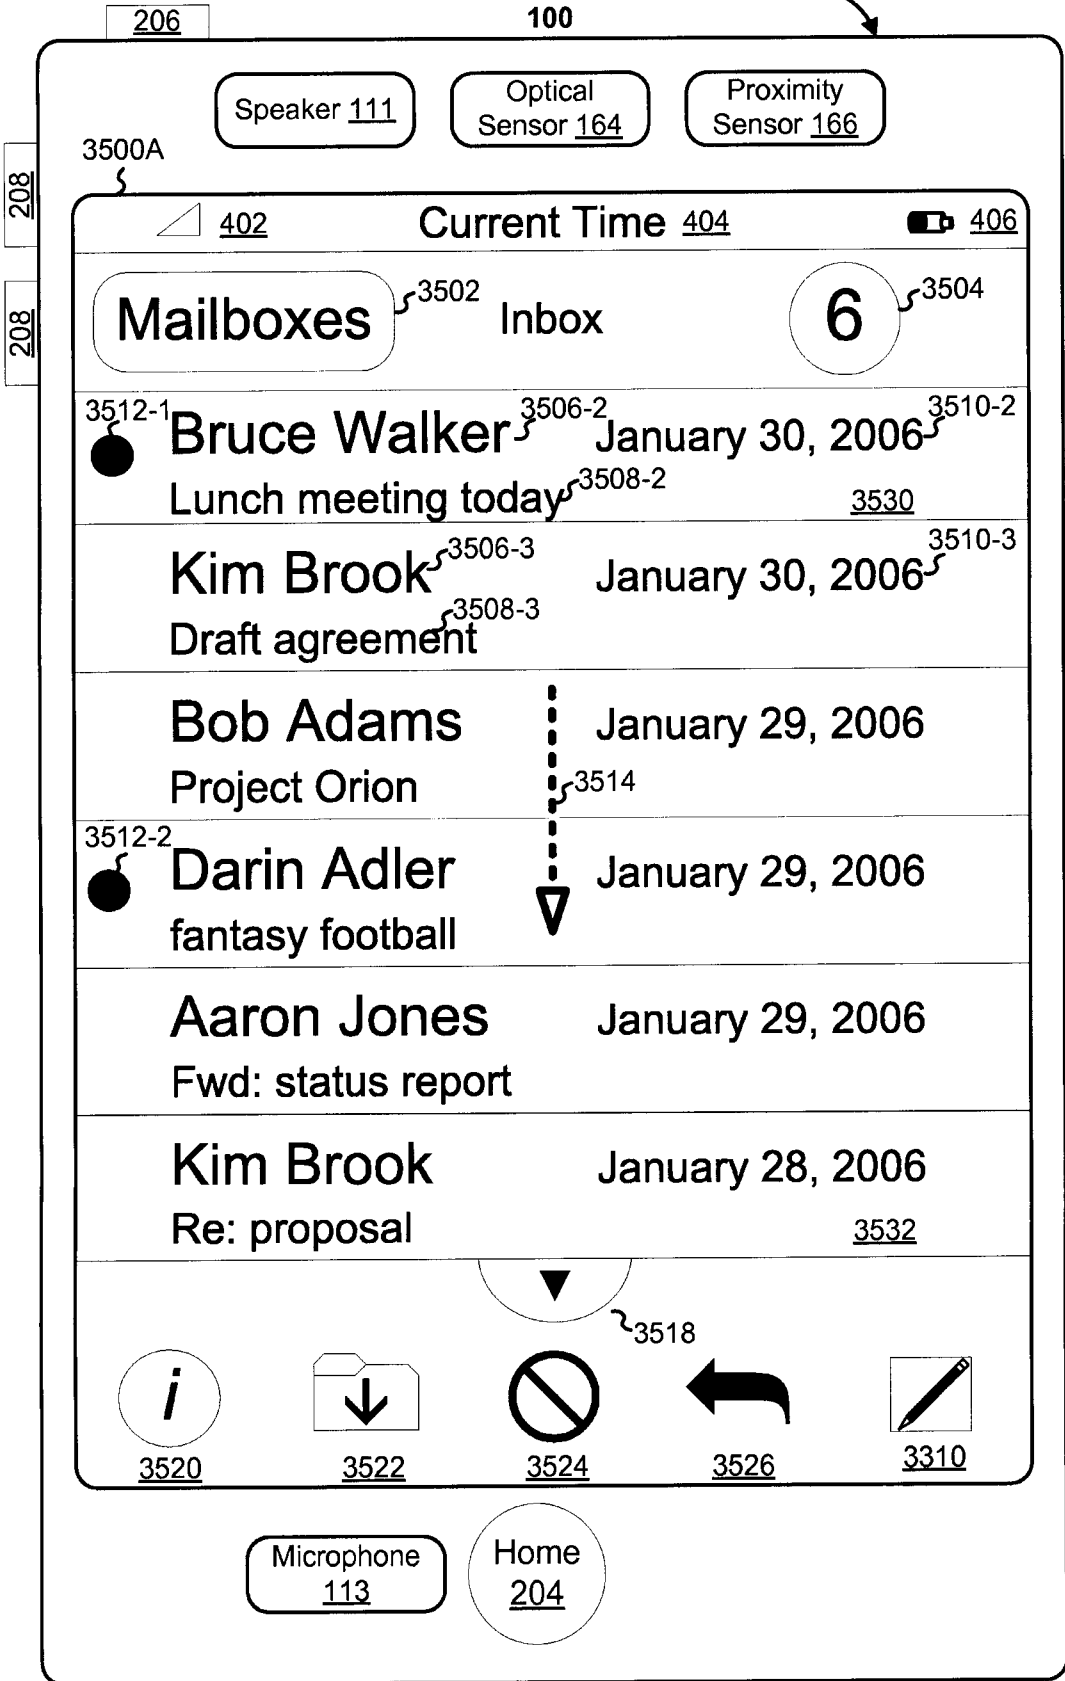 206
100
Speaker 111
Optical
Sensor 164
Proximity
Sensor 166
3500A
208
208
402
Current Time 404
406
Mailboxes
3502
Inbox
6
3504
3512-1
Bruce Walker
3506-2
January 30, 2006
3510-2
Lunch meeting today
3508-2
3530
Kim Brook
3506-3
January 30, 2006
3510-3
Draft agreement
3508-3
Bob Adams
January 29, 2006
Project Orion
3514
3512-2
Darin Adler
January 29, 2006
fantasy football
Aaron Jones
January 29, 2006
Fwd: status report
Kim Brook
January 28, 2006
Re: proposal
3532
3518
i
3520
3522
3524
3526
3310
Microphone
113
Home
204